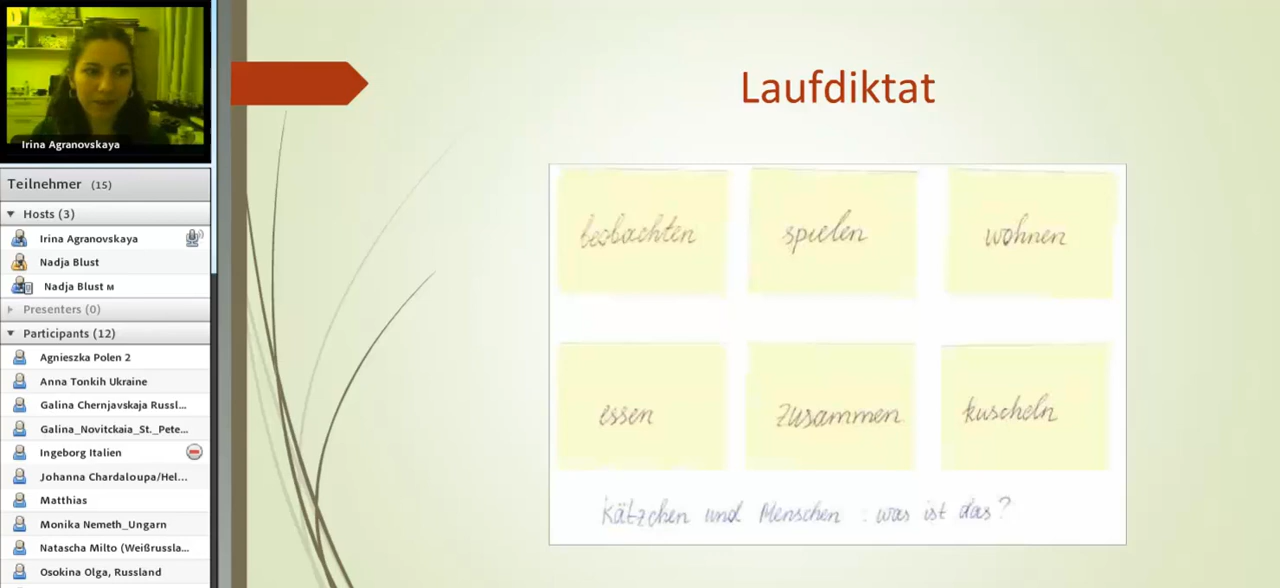 Irina Agranovskaya
Teilnehmer (15)
Hosts (3)
Irina Agranovskaya
Nadja Blust
Nadja Blust м
Presenters (0)
Participants (12)
Agnieszka Polen 2
Anna Tonkih Ukraine
Galina Chernjavskaja Russl...
Galina_Novitckaia_St._Pete...
Ingeborg Italien
Johanna Chardaloupa/Hel...
Matthias
Monika Nemeth_Ungarn
Natascha Milto (Weißrussla...
Osokina Olga, Russland
Laufdiktat
beobachten spielen wohnen
essen zusammen kuscheln
Kätzchen und Menschen : was ist das?